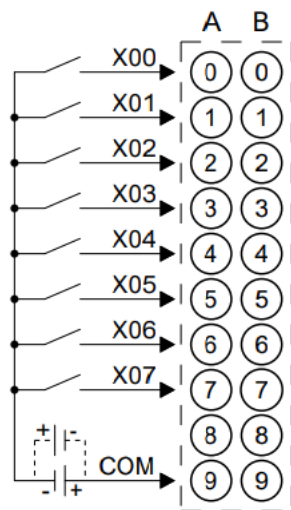 A B
X00 0 0
X01 1 1
X02 2 2
X03 3 3
X04 4 4
X05 5 5
X06 6 6
X07 7 7
8 8
+ -
COM 9 9
- +